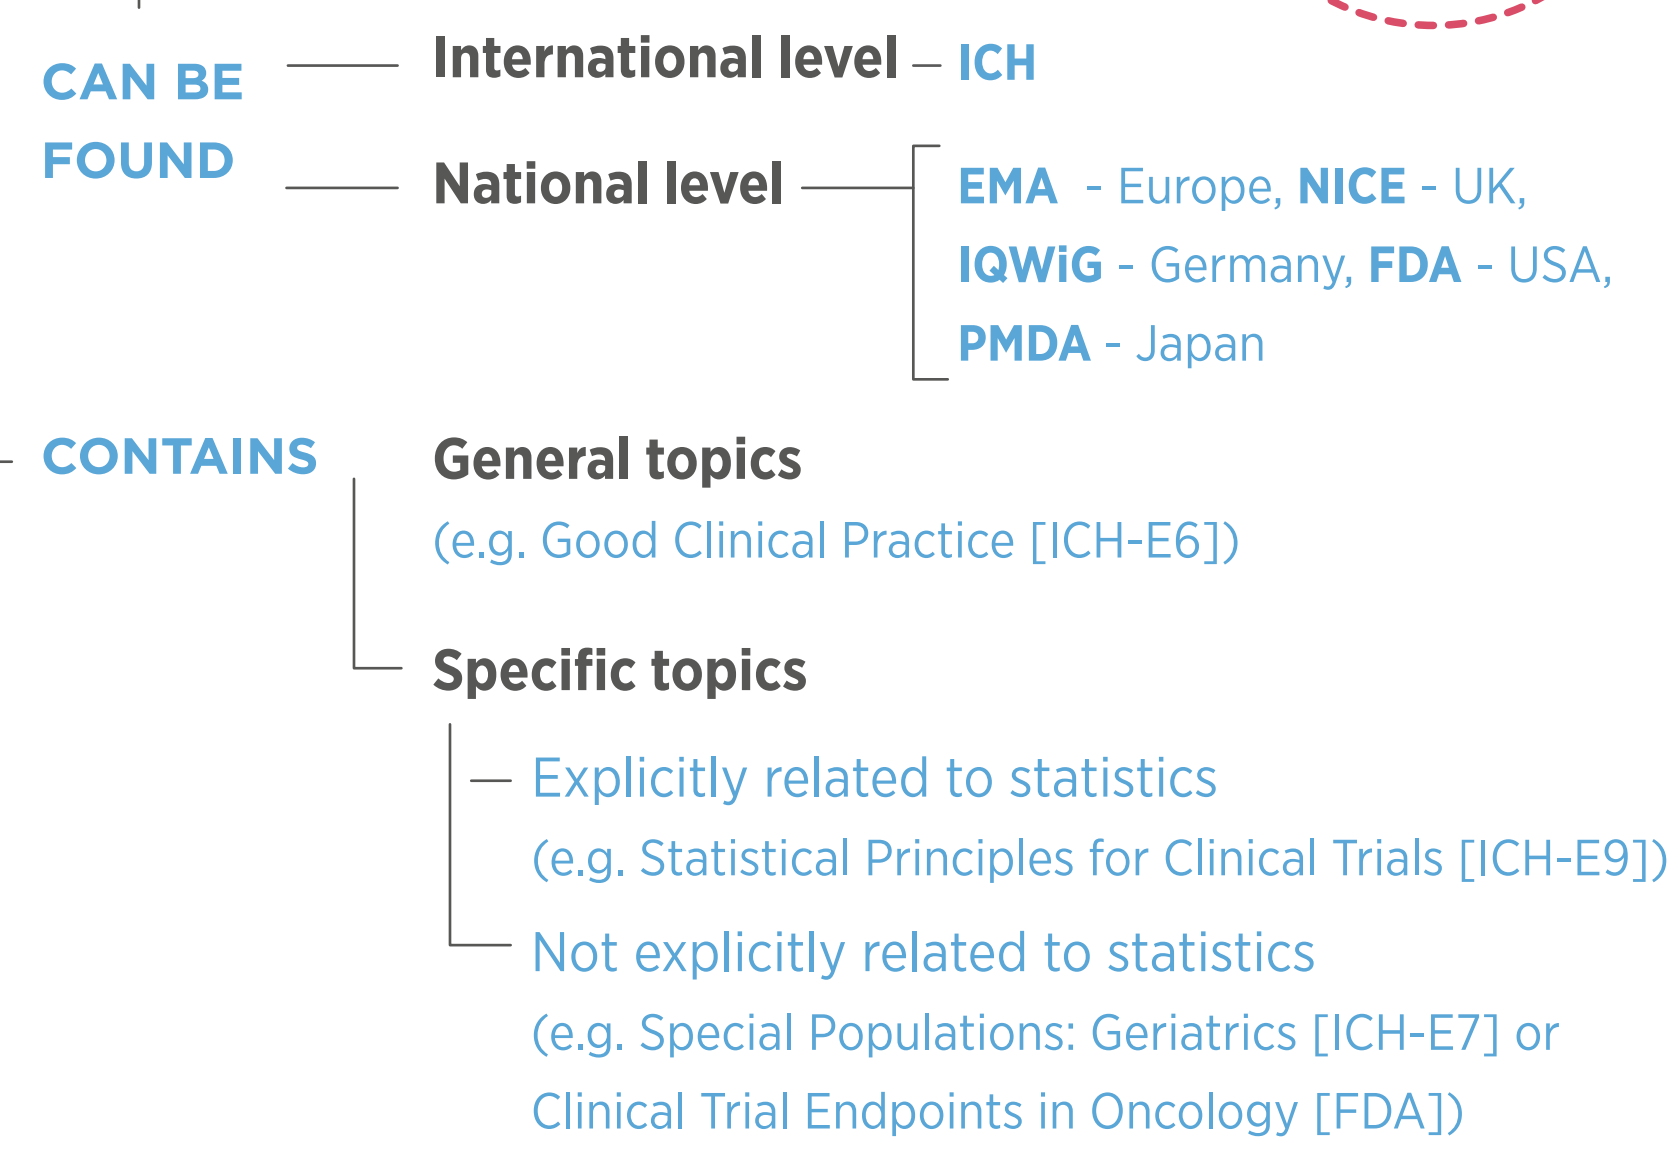 CAN BE
FOUND
International level – ICH
National level
EMA - Europe, NICE - UK,
IQWiG - Germany, FDA - USA,
PMDA - Japan
CONTAINS
General topics
(e.g. Good Clinical Practice [ICH-E6])
Specific topics
Explicitly related to statistics
(e.g. Statistical Principles for Clinical Trials [ICH-E9])
Not explicitly related to statistics
(e.g. Special Populations: Geriatrics [ICH-E7] or
Clinical Trial Endpoints in Oncology [FDA])